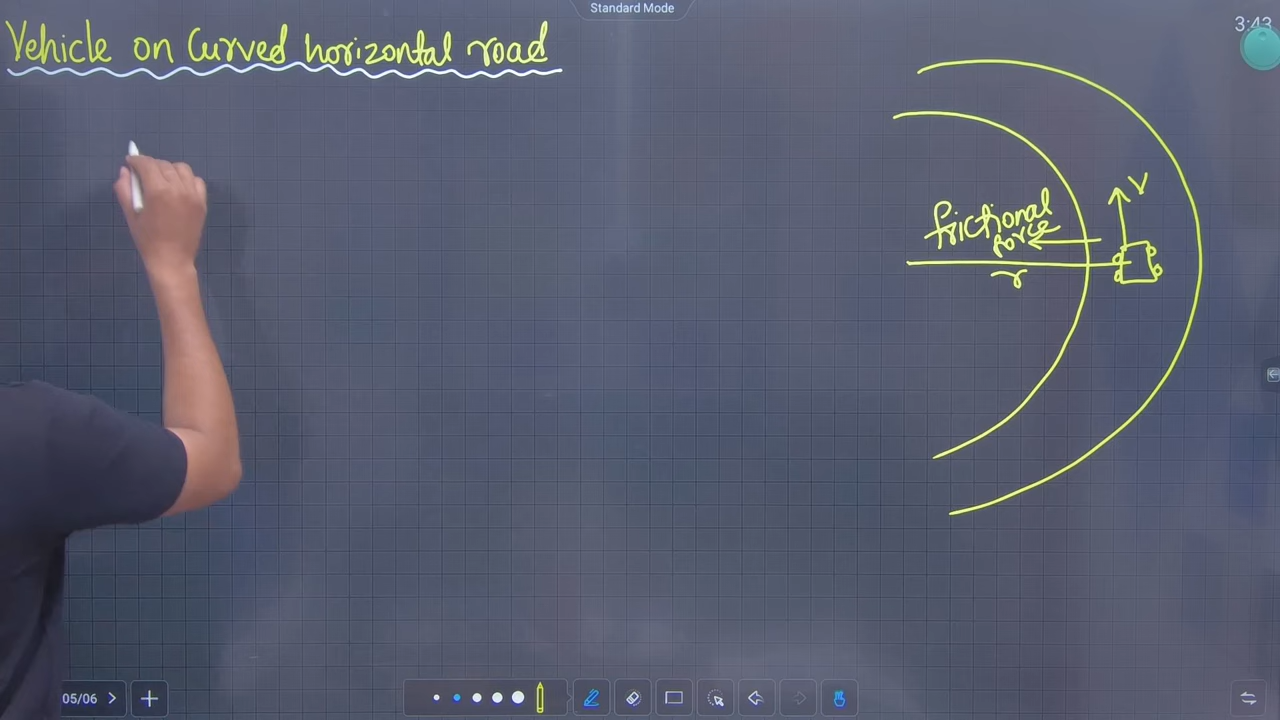 Standard Mode
3:43
Vehicle on Curved horizontal road
V
frictional
force
r
05/06